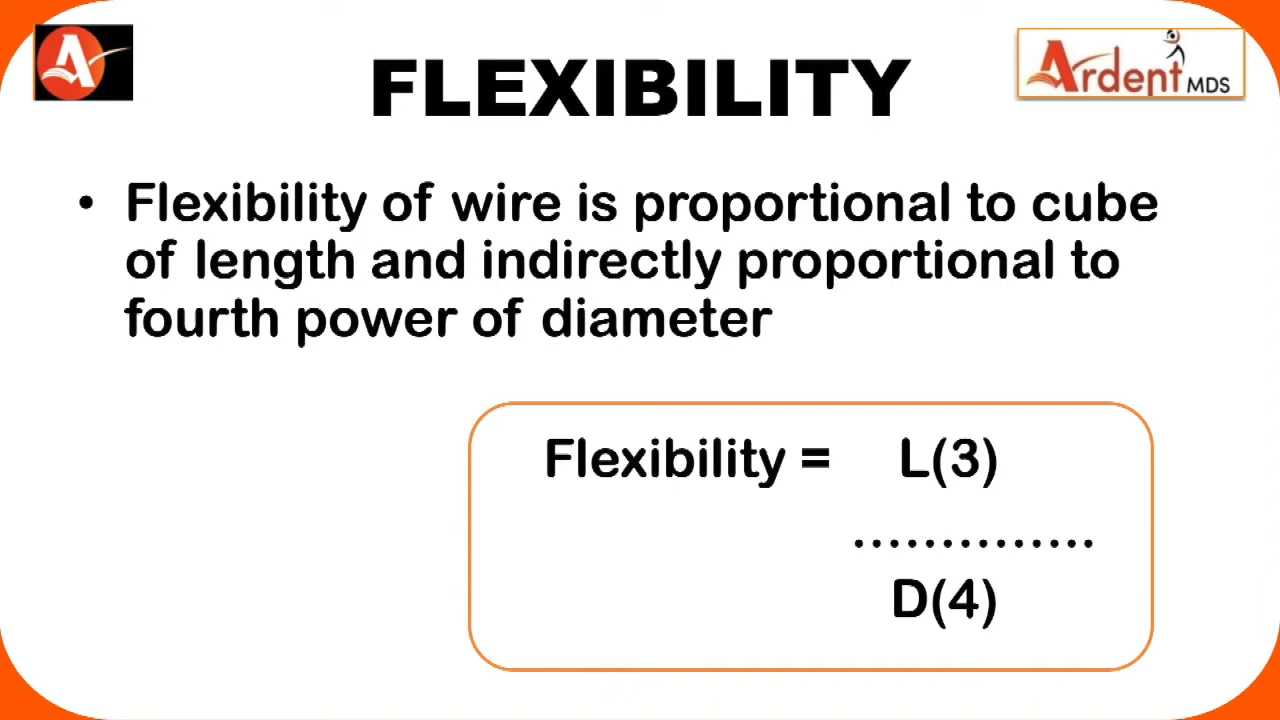 FLEXIBILITY
Ardent MDS
• Flexibility of wire is proportional to cube
of length and indirectly proportional to
fourth power of diameter
Flexibility = L(3)
..............
D(4)